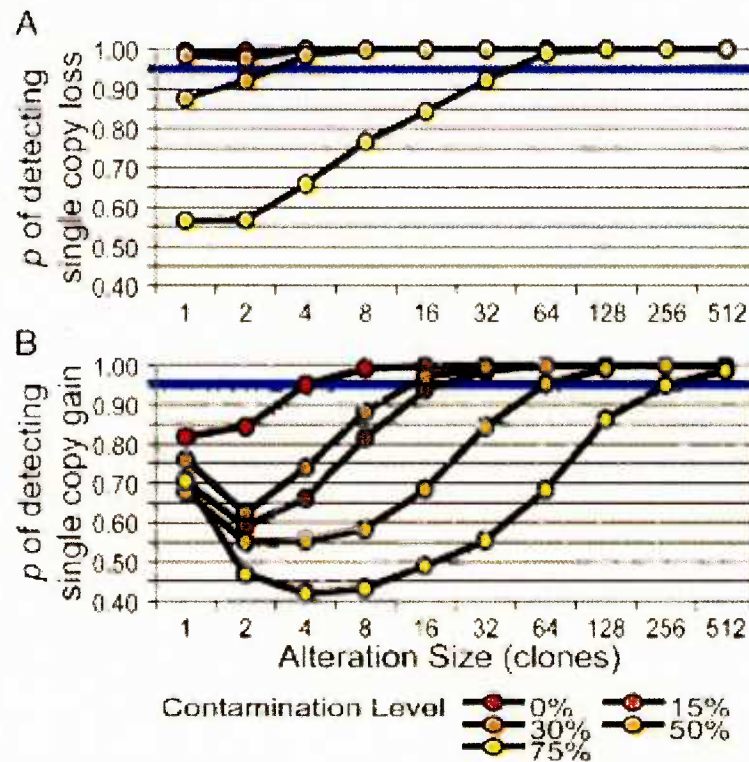 A
p of detecting
single copy loss
1.00
0.90
0.80
0.70
0.60
0.50
0.40
1 2 4 8 16 32 64 128 256 512
B
p of detecting
single copy gain
1.00
0.90
0.80
0.70
0.60
0.50
0.40
1 2 4 8 16 32 64 128 256 512
Alteration Size (clones)
Contamination Level 0% 15%
30% 50%
75%